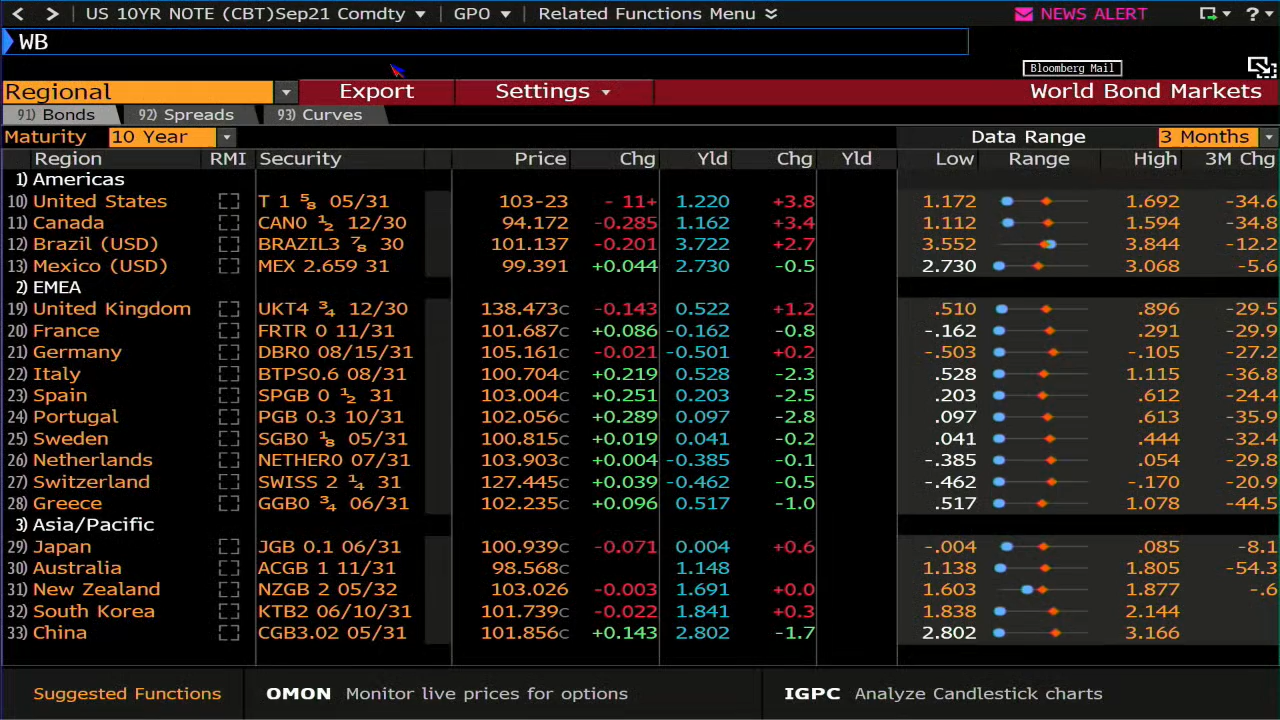 < > US 10YR NOTE (CBT)Sep21 Comdty GPO Related Functions Menu NEWS ALERT ?
WB
Bloomberg Mail
Regional Export Settings World Bond Markets
91) Bonds 92) Spreads 93) Curves
Maturity 10 Year Data Range 3 Months
Region RMI Security Price Chg Yld Chg Yld Low Range High 3M Chg
1) Americas
10) United States T 1 ⅝ 05/31 103-23 - 11+ 1.220 +3.8 1.172 1.692 -34.6
11) Canada CAN0 ½ 12/30 94.172 -0.285 1.162 +3.4 1.112 1.594 -34.8
12) Brazil (USD) BRAZIL3 ⅞ 30 101.137 -0.201 3.722 +2.7 3.552 3.844 -12.2
13) Mexico (USD) MEX 2.659 31 99.391 +0.044 2.730 -0.5 2.730 3.068 -5.6
2) EMEA
19) United Kingdom UKT4 ¾ 12/30 138.473c -0.143 0.522 +1.2 .510 .896 -29.5
20) France FRTR 0 11/31 101.687c +0.086 -0.162 -0.8 -.162 .291 -29.9
21) Germany DBR0 08/15/31 105.161c -0.021 -0.501 +0.2 -.503 -.105 -27.2
22) Italy BTPS0.6 08/31 100.704c +0.219 0.528 -2.3 .528 1.115 -36.8
23) Spain SPGB 0 ½ 31 103.004c +0.251 0.203 -2.5 .203 .612 -24.4
24) Portugal PGB 0.3 10/31 102.056c +0.289 0.097 -2.8 .097 .613 -35.9
25) Sweden SGB0 ⅛ 05/31 100.815c +0.019 0.041 -0.2 .041 .444 -32.4
26) Netherlands NETHER0 07/31 103.903c +0.004 -0.385 -0.1 -.385 .054 -29.8
27) Switzerland SWISS 2 ¼ 31 127.445c +0.039 -0.462 -0.5 -.462 -.170 -20.9
28) Greece GGB0 ¾ 06/31 102.235c +0.096 0.517 -1.0 .517 1.078 -44.5
3) Asia/Pacific
29) Japan JGB 0.1 06/31 100.939c -0.071 0.004 +0.6 -.004 .085 -8.1
30) Australia ACGB 1 11/31 98.568c 1.148 1.138 1.805 -54.3
31) New Zealand NZGB 2 05/32 103.026 -0.003 1.691 +0.0 1.603 1.877 -.6
32) South Korea KTB2 06/10/31 101.739c -0.022 1.841 +0.3 1.838 2.144
33) China CGB3.02 05/31 101.856c +0.143 2.802 -1.7 2.802 3.166
Suggested Functions OMON Monitor live prices for options IGPC Analyze Candlestick charts